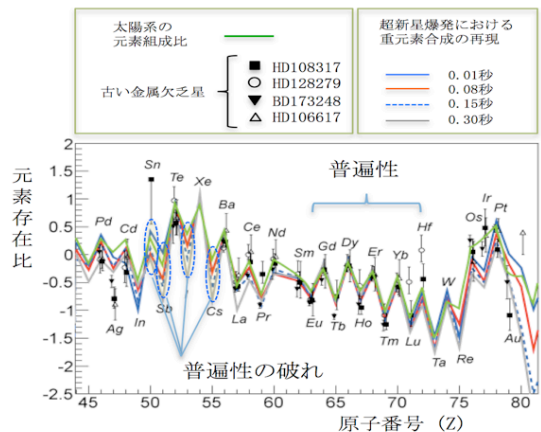 太陽系の
元素組成比
古い金属欠乏星
HD108317
HD128279
BD173248
HD106617
超新星爆発における
重元素合成の再現
0.01秒
0.08秒
0.15秒
0.30秒
元素存在比
2
1.5
1
0.5
0
-0.5
-1
-1.5
-2
-2.5
普遍性
Pd
Ag
Cd
In
Sn
Sb
Te
Xe
Cs
Ba
La
Ce
Pr
Nd
Sm
Eu
Gd
Tb
Dy
Ho
Er
Tm
Yb
Lu
Hf
Ta
W
Re
Os
Ir
Pt
Au
普遍性の破れ
45 50 55 60 65 70 75 80
原子番号 (Z)